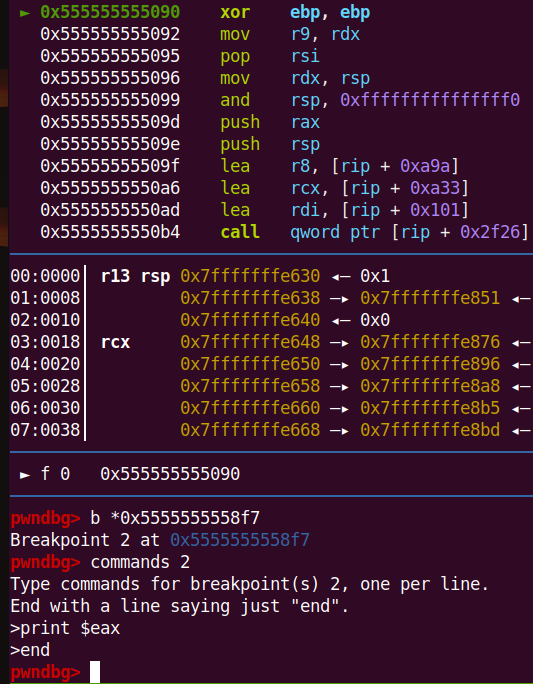 ► 0x555555555090 xor ebp, ebp
0x555555555092 mov r9, rdx
0x555555555095 pop rsi
0x555555555096 mov rdx, rsp
0x555555555099 and rsp, 0xfffffffffffffff0
0x55555555509d push rax
0x55555555509e push rsp
0x55555555509f lea r8, [rip + 0xa9a]
0x5555555550a6 lea rcx, [rip + 0xa33]
0x5555555550ad lea rdi, [rip + 0x101]
0x5555555550b4 call qword ptr [rip + 0x2f26]
00:0000│ r13 rsp 0x7fffffffe630 ◂— 0x1
01:0008│ 0x7fffffffe638 —▸ 0x7fffffffe851 ◂—
02:0010│ 0x7fffffffe640 ◂— 0x0
03:0018│ rcx 0x7fffffffe648 —▸ 0x7fffffffe876 ◂—
04:0020│ 0x7fffffffe650 —▸ 0x7fffffffe896 ◂—
05:0028│ 0x7fffffffe658 —▸ 0x7fffffffe8a8 ◂—
06:0030│ 0x7fffffffe660 —▸ 0x7fffffffe8b5 ◂—
07:0038│ 0x7fffffffe668 —▸ 0x7fffffffe8bd ◂—
► f 0 0x555555555090
pwndbg> b *0x5555555558f7
Breakpoint 2 at 0x5555555558f7
pwndbg> commands 2
Type commands for breakpoint(s) 2, one per line.
End with a line saying just "end".
>print $eax
>end
pwndbg>